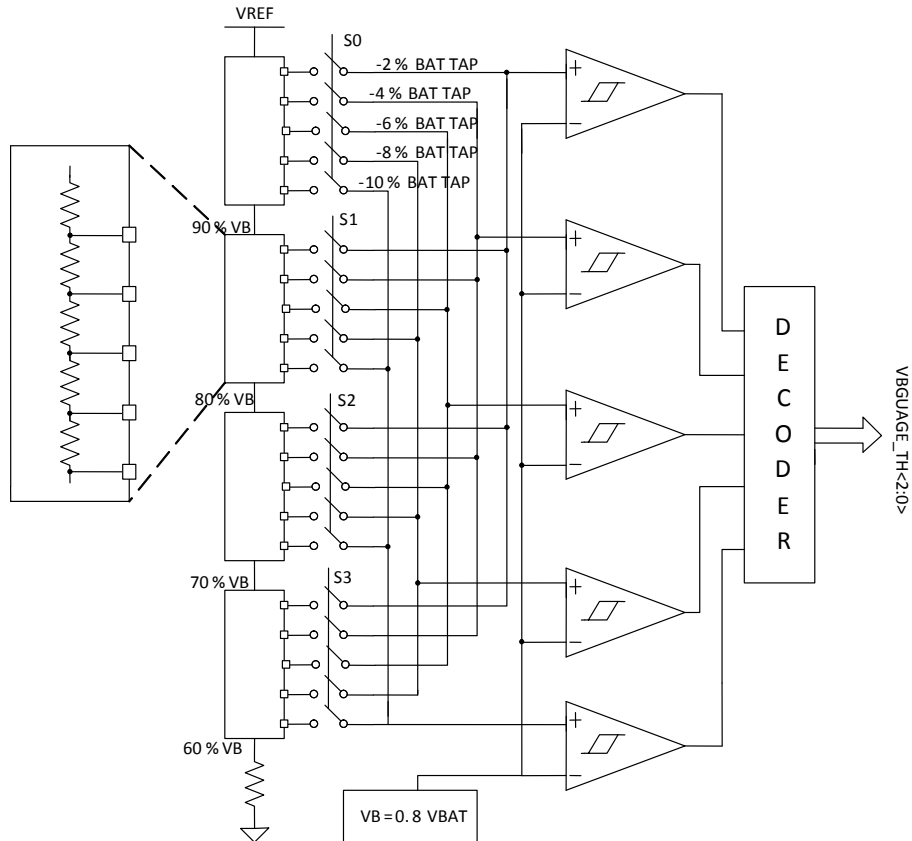 VREF
S0
-2 % BAT TAP
-4 % BAT TAP
-6 % BAT TAP
-8 % BAT TAP
-10 % BAT TAP
90 % VB
S1
80 % VB
S2
70 % VB
S3
60 % VB
VB = 0.8 VBAT
+
−
+
−
+
−
+
−
+
−
D
E
C
O
D
E
R
VBGUAGE_TH<2:0>